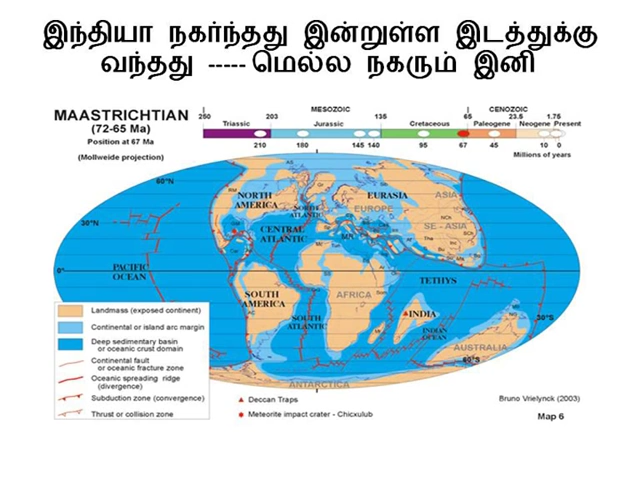 இந்தியா நகர்ந்தது இன்றுள்ள இடத்துக்கு
வந்தது ----- மெல்ல நகரும் இனி
MAASTRICHTIAN
(72-65 Ma)
Position at 67 Ma
(Mollweide projection)
MESOZOIC CENOZOIC
250 203 135 65 23.5 1.75
Triassic Jurassic Cretaceous Paleogene Neogene Present
210 180 145 140 95 67 45 10 0
Millions of years
60°N
30°N
0°
NORTH
AMERICA
NORTH
ATLANTIC
EURASIA
EUROPE
ASIA
SE - ASIA
CENTRAL
ATLANTIC
PACIFIC
OCEAN
TETHYS
SOUTH
AMERICA
AFRICA
INDIA
SOUTH
ATLANTIC
INDIAN
OCEAN
AUSTRALIA
30°S
60°S
ANTARCTICA
Landmass (exposed continent)
Continental or island arc margin
Deep sedimentary basin
or oceanic crust domain
Continental fault
or oceanic fracture zone
Oceanic spreading ridge
(divergence)
Subduction zone (convergence)
Thrust or collision zone
Deccan Traps
Meteorite impact crater - Chicxulub
Bruno Vrielynck (2003)
Map 6